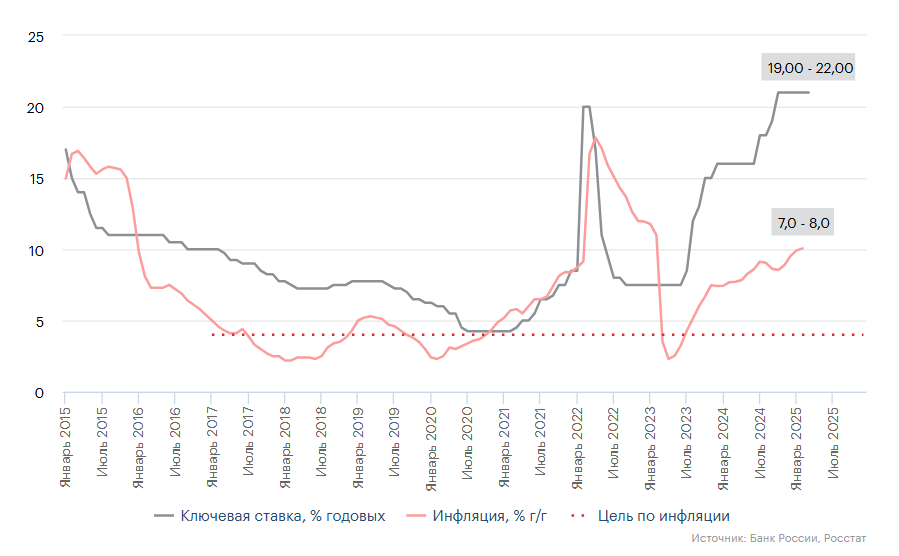 25
19,00 - 22,00
20
15
7,0 - 8,0
10
5
0
Январь 2015
Июль 2015
Январь 2016
Июль 2016
Январь 2017
Июль 2017
Январь 2018
Июль 2018
Январь 2019
Июль 2019
Январь 2020
Июль 2020
Январь 2021
Июль 2021
Январь 2022
Июль 2022
Январь 2023
Июль 2023
Январь 2024
Июль 2024
Январь 2025
Июль 2025
Ключевая ставка, % годовых
Инфляция, % г/г
Цель по инфляции
Источник: Банк России, Росстат